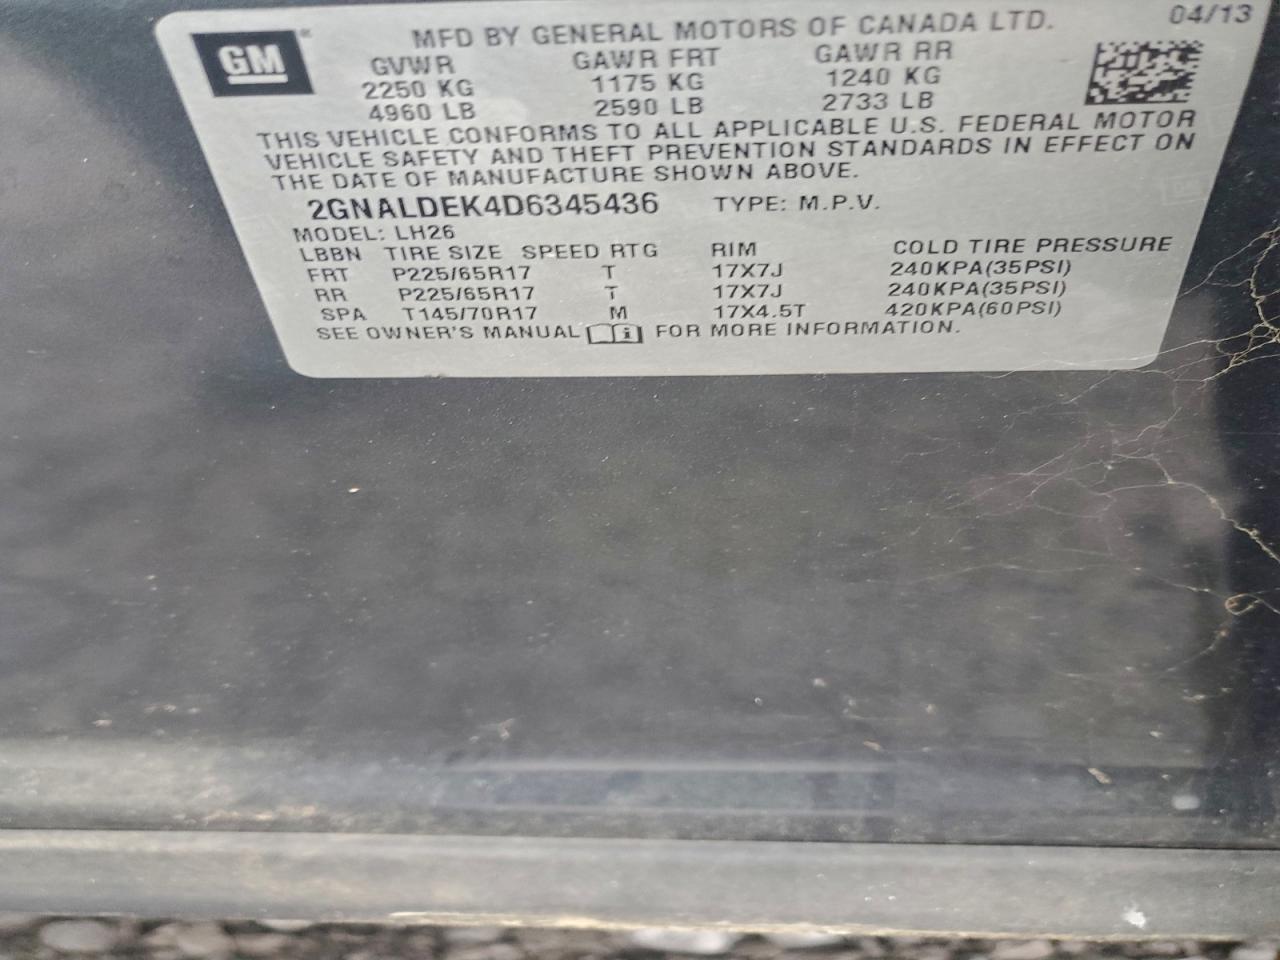 GM
MFD BY GENERAL MOTORS OF CANADA LTD. 04/13
GVWR GAWR FRT GAWR RR
2250 KG 1175 KG 1240 KG
4960 LB 2590 LB 2733 LB
THIS VEHICLE CONFORMS TO ALL APPLICABLE U.S. FEDERAL MOTOR
VEHICLE SAFETY AND THEFT PREVENTION STANDARDS IN EFFECT ON
THE DATE OF MANUFACTURE SHOWN ABOVE.
2GNALDEK4D6345436 TYPE: M.P.V.
MODEL: LH26
LBBN TIRE SIZE SPEED RTG RIM COLD TIRE PRESSURE
FRT P225/65R17 T 17X7J 240KPA(35PSI)
RR P225/65R17 T 17X7J 240KPA(35PSI)
SPA T145/70R17 M 17X4.5T 420KPA(60PSI)
SEE OWNER'S MANUAL FOR MORE INFORMATION.